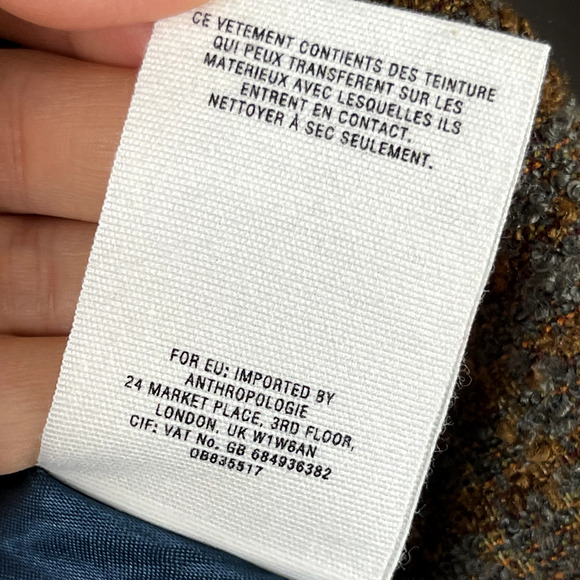 CE VETEMENT CONTIENTS DES TEINTURE
QUI PEUX TRANSFERENT SUR LES
MATERIEUX AVEC LESQUELLES ILS
ENTRENT EN CONTACT.
NETTOYER À SEC SEULEMENT.
FOR EU: IMPORTED BY
ANTHROPOLOGIE
24 MARKET PLACE, 3RD FLOOR,
LONDON, UK W1W8AN
CIF: VAT No. GB 684936382
OB835517